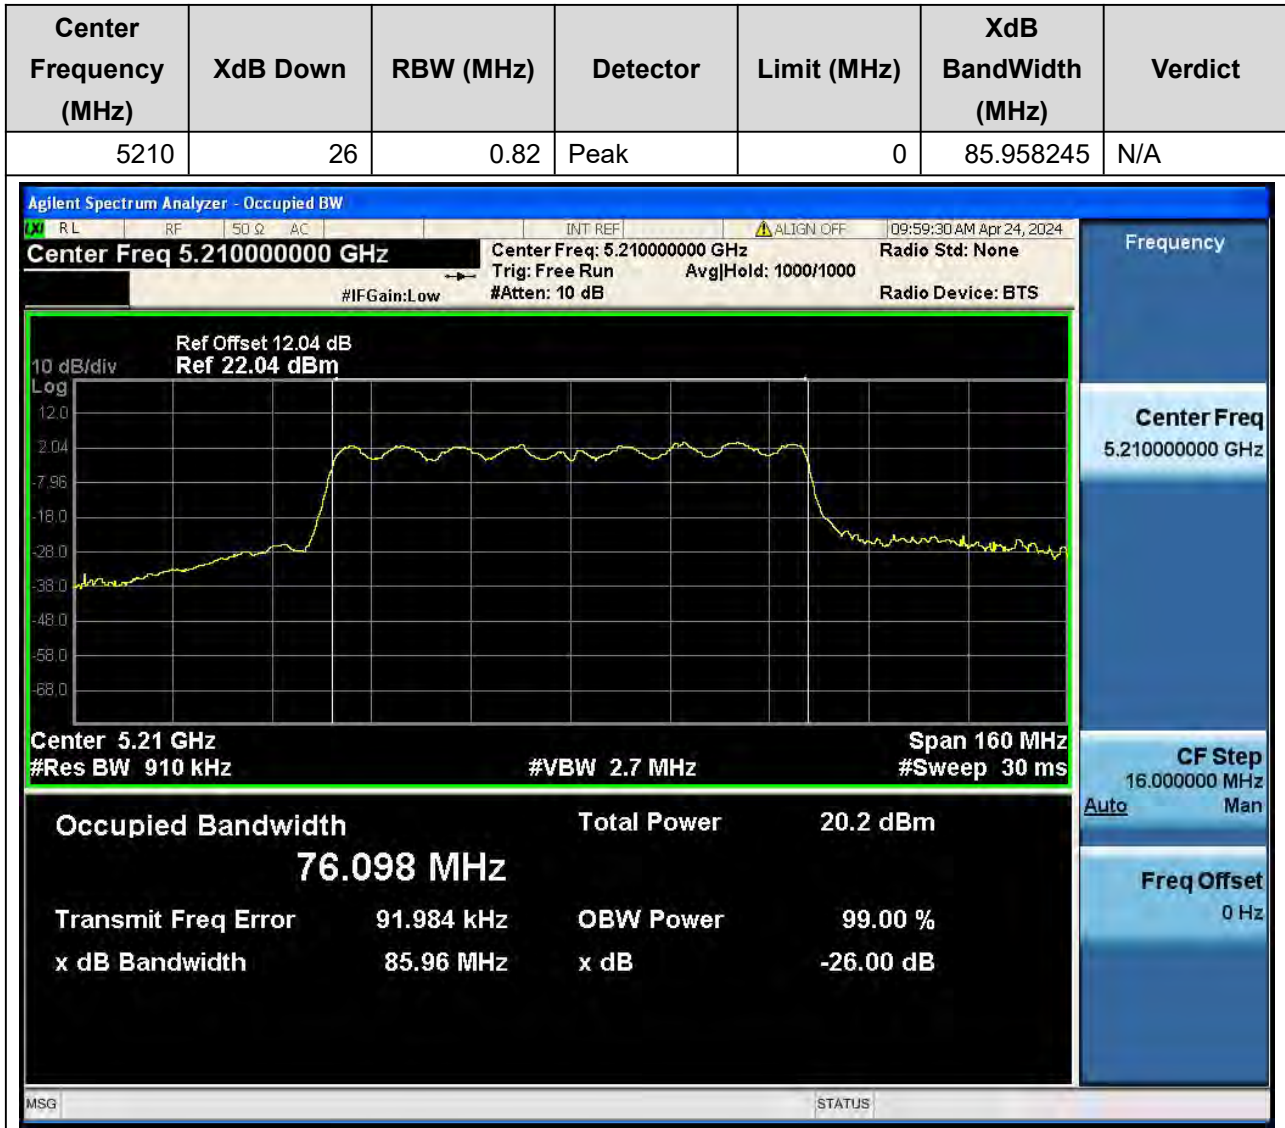 Center Frequency (MHz) XdB Down RBW (MHz) Detector Limit (MHz) XdB BandWidth (MHz) Verdict
5210 26 0.82 Peak 0 85.958245 N/A
Agilent Spectrum Analyzer - Occupied BW
LXI RL RF 50 Ω AC INT REF ALIGN OFF 09:59:30 AM Apr 24, 2024
Center Freq 5.210000000 GHz
Center Freq: 5.210000000 GHz Radio Std: None
Trig: Free Run Avg|Hold: 1000/1000
#IFGain:Low #Atten: 10 dB Radio Device: BTS
Ref Offset 12.04 dB
10 dB/div Ref 22.04 dBm
Log
12.0
2.04
-7.96
-18.0
-28.0
-38.0
-48.0
-58.0
-68.0
Center 5.21 GHz Span 160 MHz
#Res BW 910 kHz #VBW 2.7 MHz #Sweep 30 ms
Occupied Bandwidth Total Power 20.2 dBm
76.098 MHz
Transmit Freq Error 91.984 kHz OBW Power 99.00 %
x dB Bandwidth 85.96 MHz x dB -26.00 dB
MSG STATUS
Frequency
Center Freq
5.210000000 GHz
CF Step
16.000000 MHz
Auto Man
Freq Offset
0 Hz